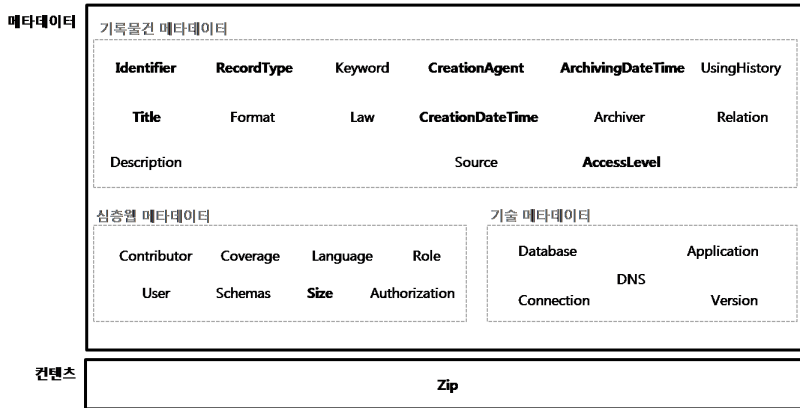 메타데이터
기록물건 메타데이터
Identifier RecordType Keyword CreationAgent ArchivingDateTime UsingHistory
Title Format Law CreationDateTime Archiver Relation
Description Source AccessLevel
심층웹 메타데이터
Contributor Coverage Language Role
User Schemas Size Authorization
기술 메타데이터
Database Application
DNS
Connection Version
컨텐츠
Zip